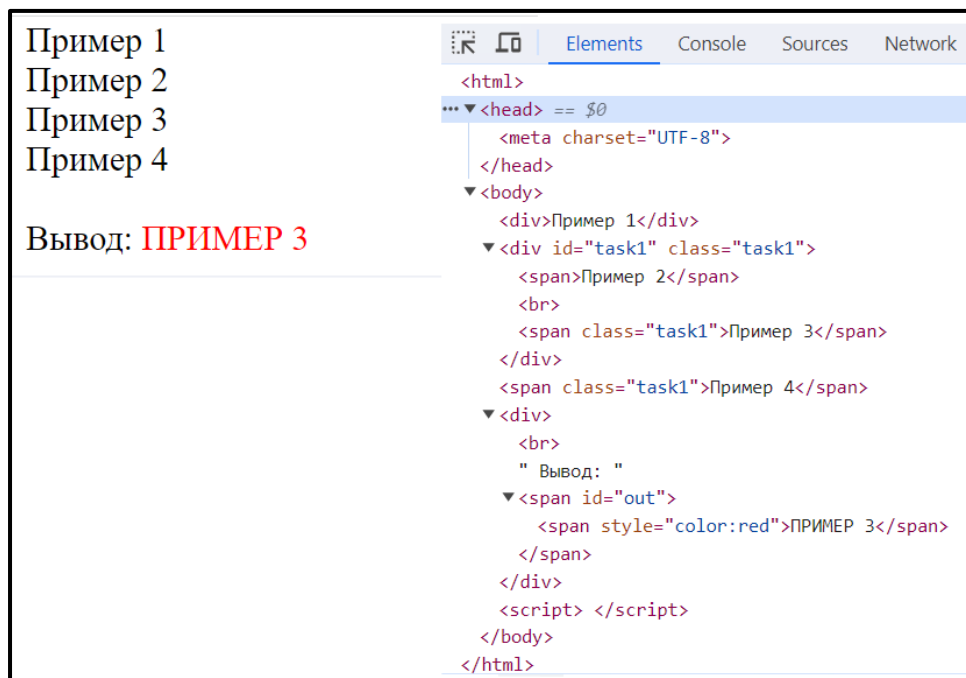 Пример 1
Пример 2
Пример 3
Пример 4
Вывод: ПРИМЕР 3
Elements Console Sources Network
<html>
••• ▼<head> == $0
<meta charset="UTF-8">
</head>
▼<body>
<div>Пример 1</div>
▼<div id="task1" class="task1">
<span>Пример 2</span>
<br>
<span class="task1">Пример 3</span>
</div>
<span class="task1">Пример 4</span>
▼<div>
<br>
" Вывод: "
▼<span id="out">
<span style="color:red">ПРИМЕР 3</span>
</span>
</div>
<script> </script>
</body>
</html>